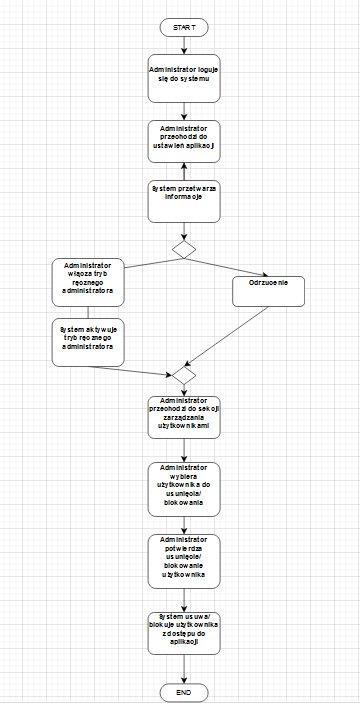 START
Administrator loguje
się do systemu
Administrator
przechodzi do
ustawień aplikacji
System przetwarza
informacje
Administrator
włącza tryb
ręcznego
administratora
Odrzucenie
System aktywuje
tryb ręcznego
administratora
Administrator
przechodzi do sekcji
zarządzania
użytkownikami
Administrator
wybiera
użytkownika do
usunięcia/
blokowania
Administrator
potwierdza
usunięcie/
blokowanie
użytkownika
System usuwa/
blokuje użytkownika
z dostępu do
aplikacji
END